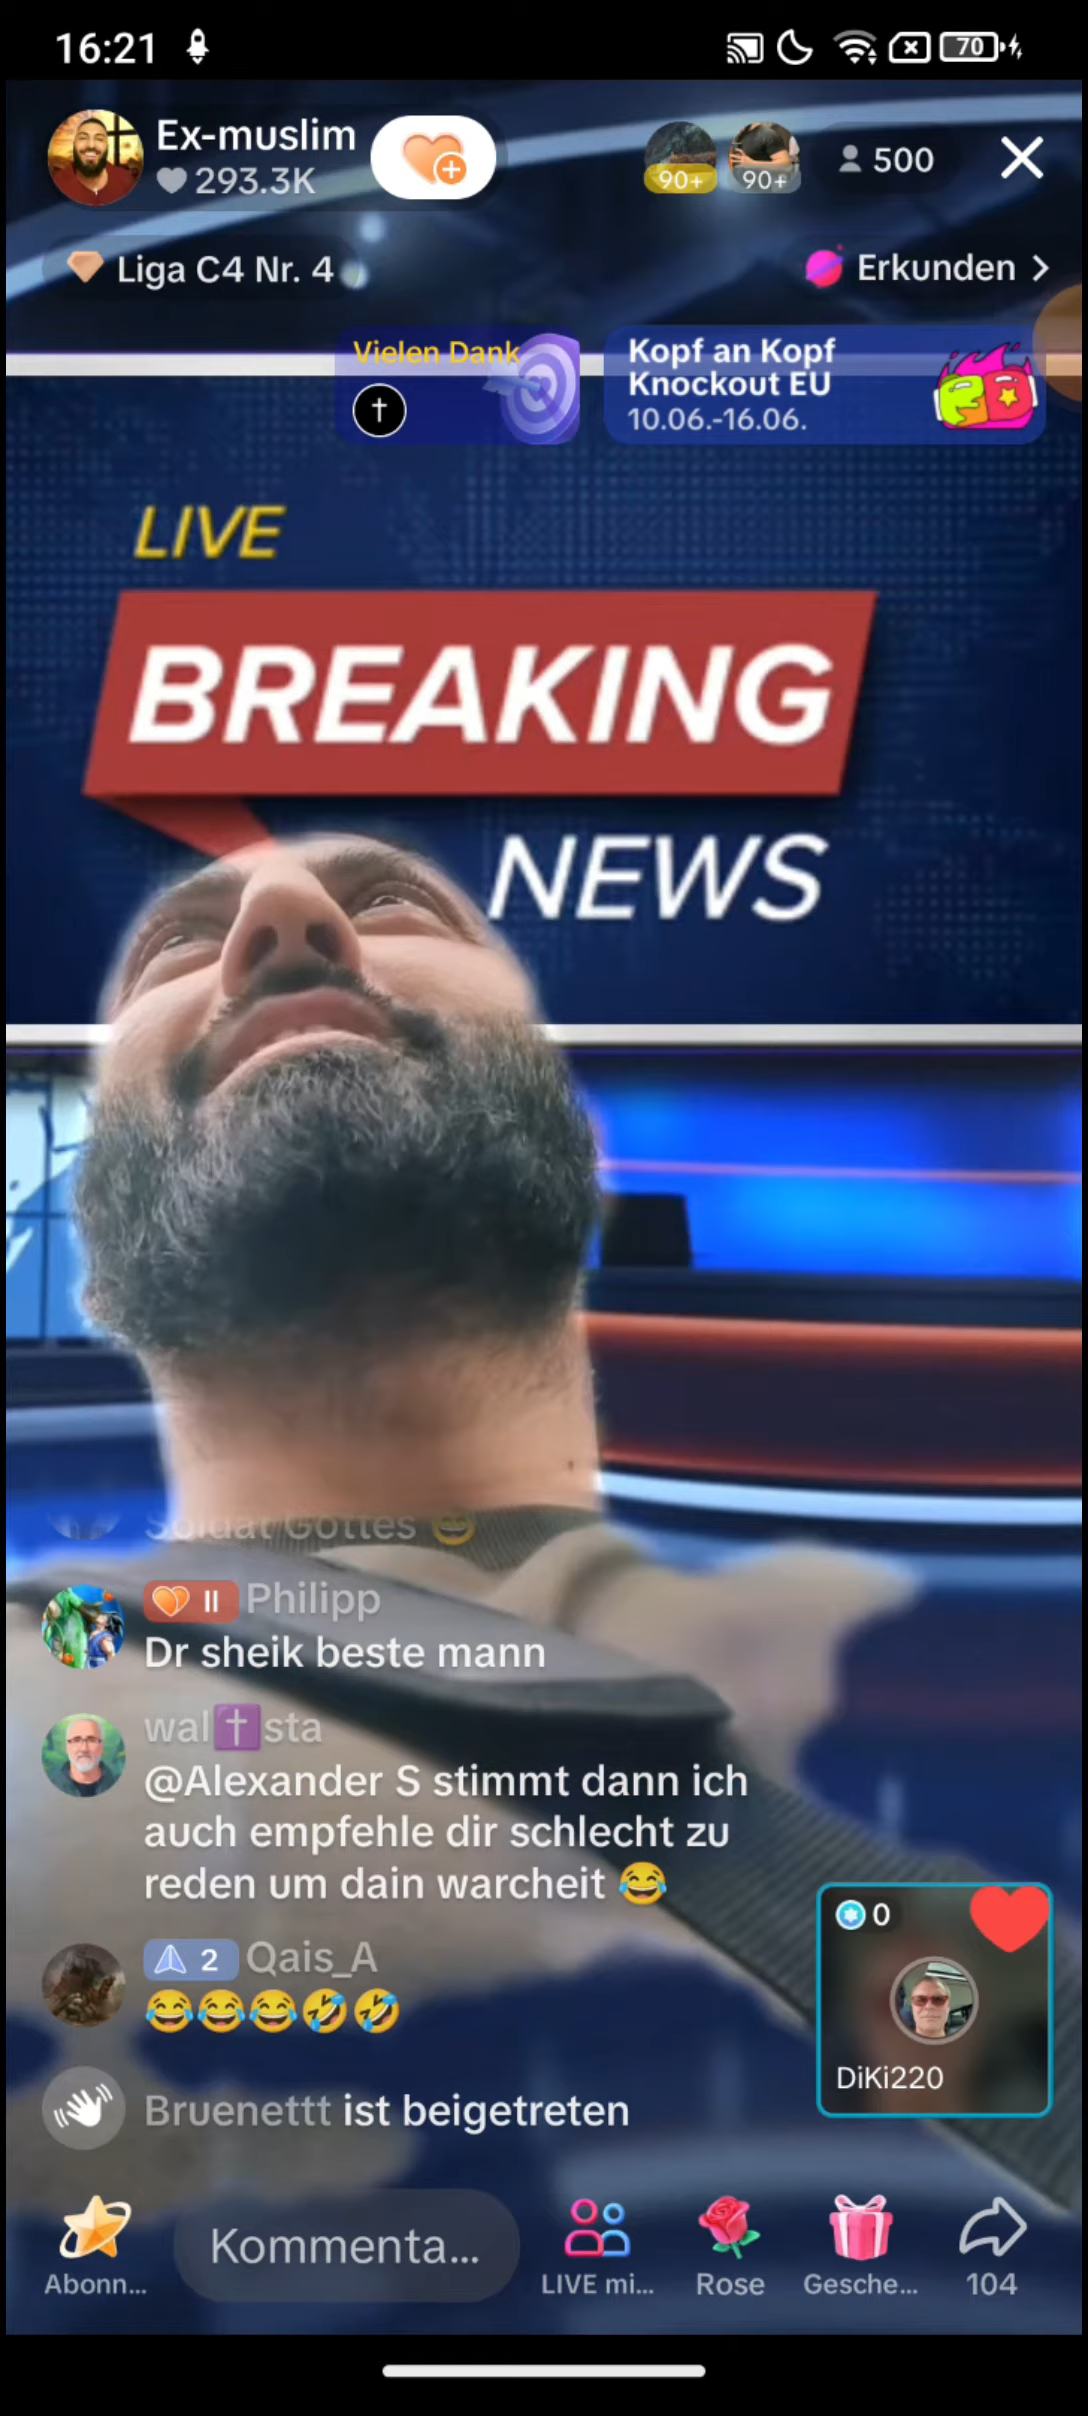 16:21
70
Ex-muslim
293.3K
90+
90+
500
Liga C4 Nr. 4
Erkunden
Vielen Dank
Kopf an Kopf
Knockout EU
10.06.-16.06.
LIVE
BREAKING
NEWS
Soldat Gottes 😄
II Philipp
Dr sheik beste mann
wal✝️sta
@Alexander S stimmt dann ich
auch empfehle dir schlecht zu
reden um dain warcheit 😂
2 Qais_A
😂😂😂🤣🤣
Bruenettt ist beigetreten
0
DiKi220
Abonn...
Kommenta...
LIVE mi...
Rose
Gesche...
104